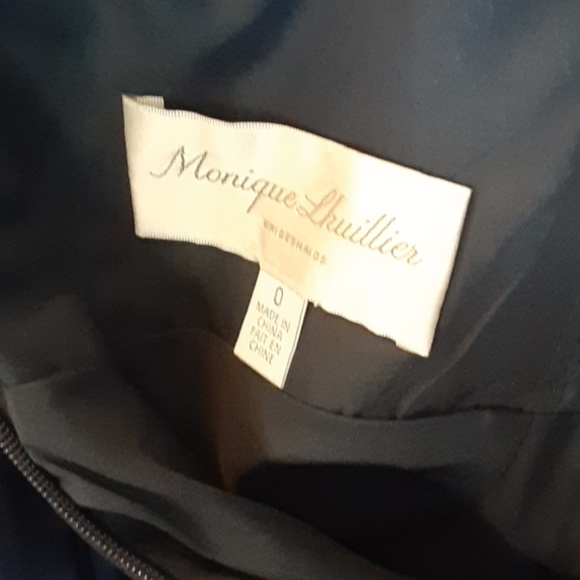 Monique Lhuillier
BRIDESMAIDS
0
MADE IN
CHINA
FAIT EN
CHINE